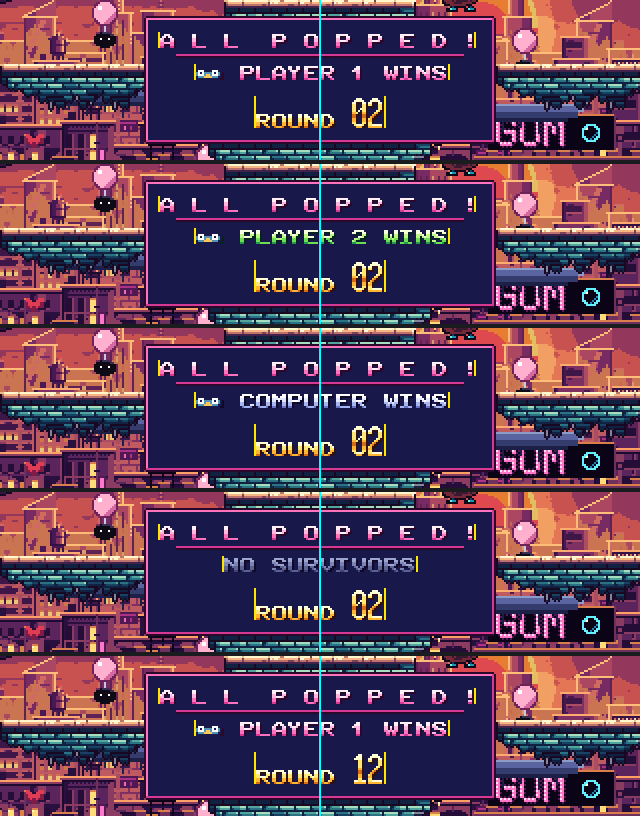 ALL POPPED!
PLAYER 1 WINS
ROUND 02
GUM
ALL POPPED!
PLAYER 2 WINS
ROUND 02
GUM
ALL POPPED!
COMPUTER WINS
ROUND 02
GUM
ALL POPPED!
NO SURVIVORS
ROUND 02
GUM
ALL POPPED!
PLAYER 1 WINS
ROUND 12
GUM